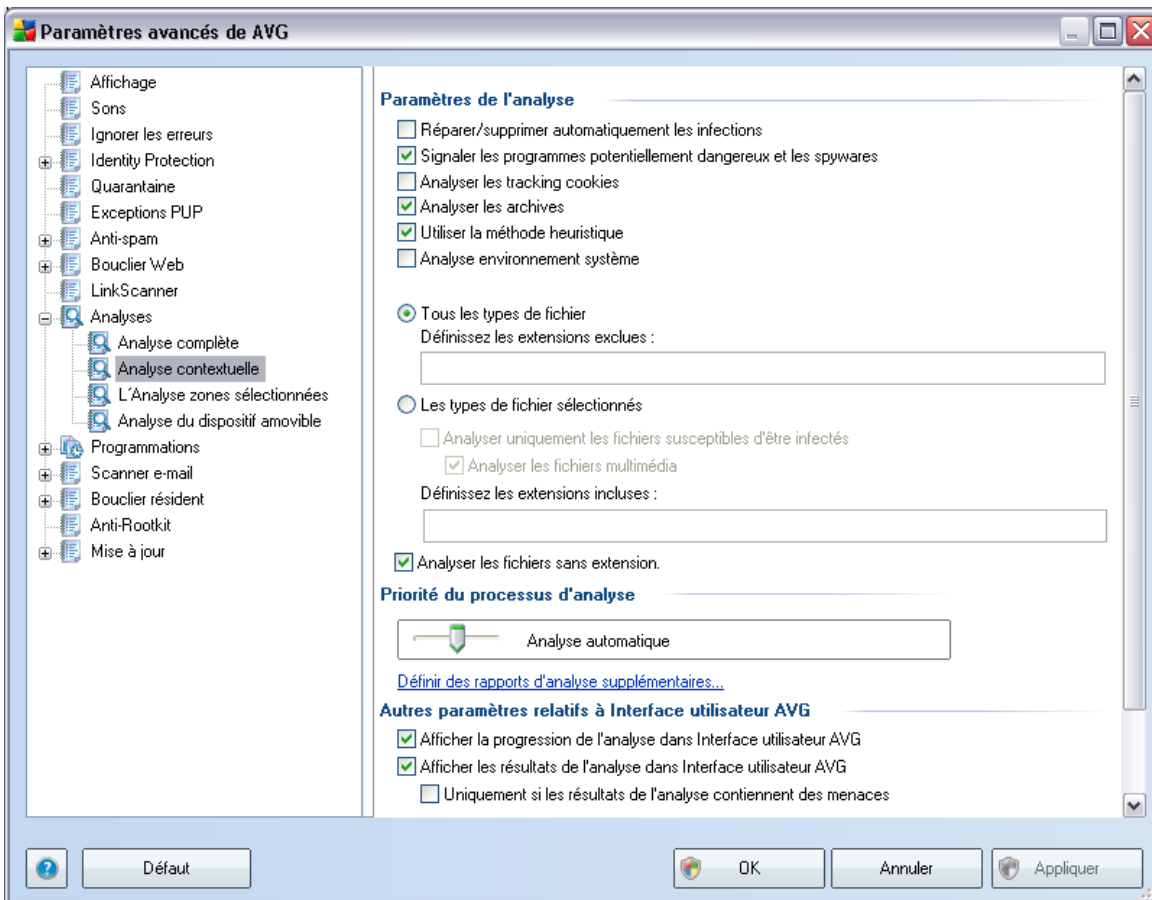 Paramètres avancés de AVG
Affichage
Sons
Ignorer les erreurs
Identity Protection
Quarantaine
Exceptions PUP
Anti-spam
Bouclier Web
LinkScanner
Analyses
Analyse complète
Analyse contextuelle
L´Analyse zones sélectionnées
Analyse du dispositif amovible
Programmations
Scanner e-mail
Bouclier résident
Anti-Rootkit
Mise à jour
Paramètres de l'analyse
Réparer/supprimer automatiquement les infections
Signaler les programmes potentiellement dangereux et les spywares
Analyser les tracking cookies
Analyser les archives
Utiliser la méthode heuristique
Analyse environnement système
Tous les types de fichier
Définissez les extensions exclues :
Les types de fichier sélectionnés
Analyser uniquement les fichiers susceptibles d'être infectés
Analyser les fichiers multimédia
Définissez les extensions incluses :
Analyser les fichiers sans extension.
Priorité du processus d'analyse
Analyse automatique
Définir des rapports d'analyse supplémentaires...
Autres paramètres relatifs à Interface utilisateur AVG
Afficher la progression de l'analyse dans Interface utilisateur AVG
Afficher les résultats de l'analyse dans Interface utilisateur AVG
Uniquement si les résultats de l'analyse contiennent des menaces
Défaut
OK
Annuler
Appliquer